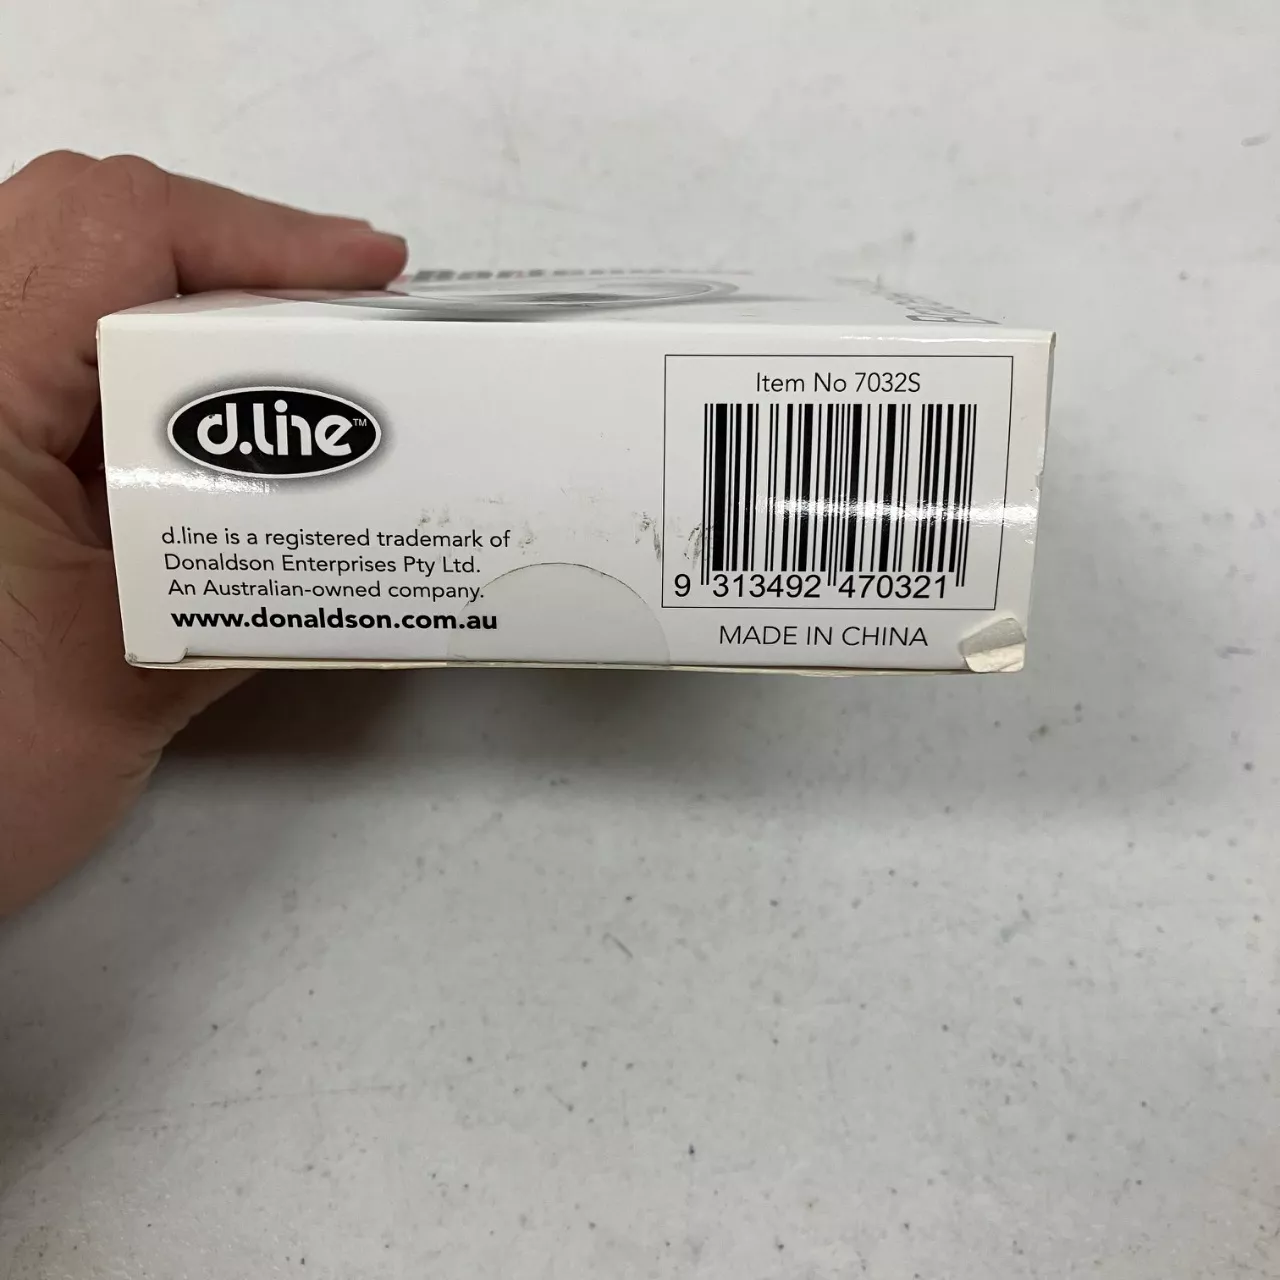 d.line™
d.line is a registered trademark of
Donaldson Enterprises Pty Ltd.
An Australian-owned company.
www.donaldson.com.au
Item No 7032S
9 313492 470321
MADE IN CHINA